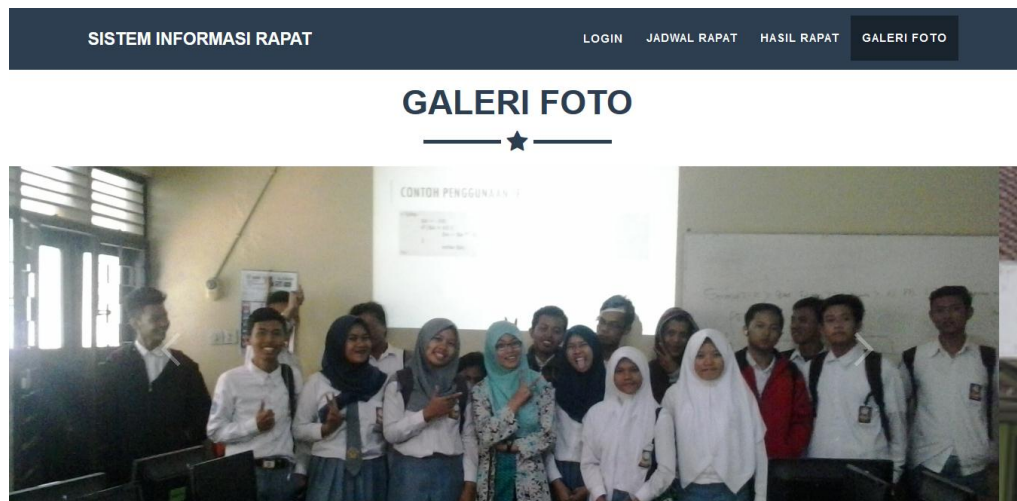 SISTEM INFORMASI RAPAT
LOGIN JADWAL RAPAT HASIL RAPAT GALERI FOTO
GALERI FOTO
CONTOH PENGGUNAAN